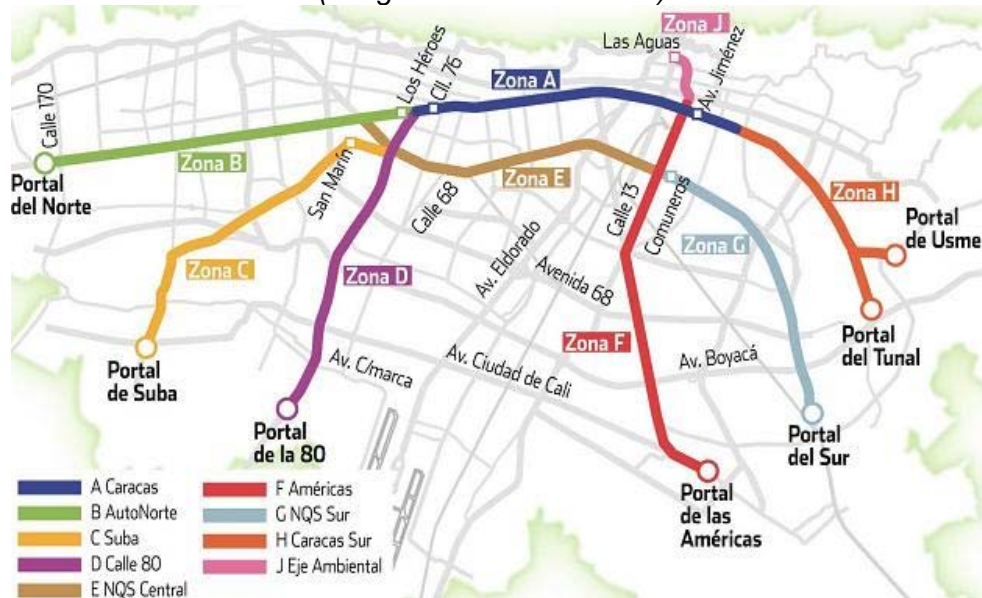 Zona J
Las Aguas
Av. Jiménez
Los Héroes
Cll. 76
Zona A
Calle 170
Zona B
Portal
del Norte
San Marín
Calle 68
Zona E
Calle 13
Comuneros
Zona H
Portal
de Usme
Zona G
Zona C
Zona D
Av. Eldorado
Avenida 68
Zona F
Av. Boyacá
Portal
del Tunal
Portal
de Suba
Av. C/marca
Av. Ciudad de Cali
Portal
de la 80
Portal
del Sur
Portal
de las
Américas
A Caracas
B AutoNorte
C Suba
D Calle 80
E NQS Central
F Américas
G NQS Sur
H Caracas Sur
J Eje Ambiental